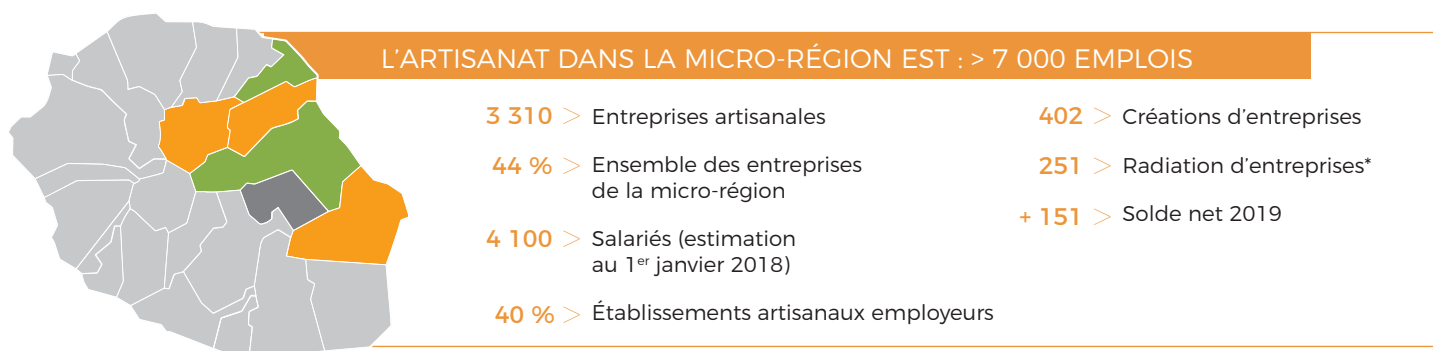 L’ARTISANAT DANS LA MICRO-RÉGION EST : > 7 000 EMPLOIS
3 310 > Entreprises artisanales
44 % > Ensemble des entreprises
de la micro-région
4 100 > Salariés (estimation
au 1er janvier 2018)
40 % > Établissements artisanaux employeurs
402 > Créations d’entreprises
251 > Radiation d’entreprises*
+ 151 > Solde net 2019